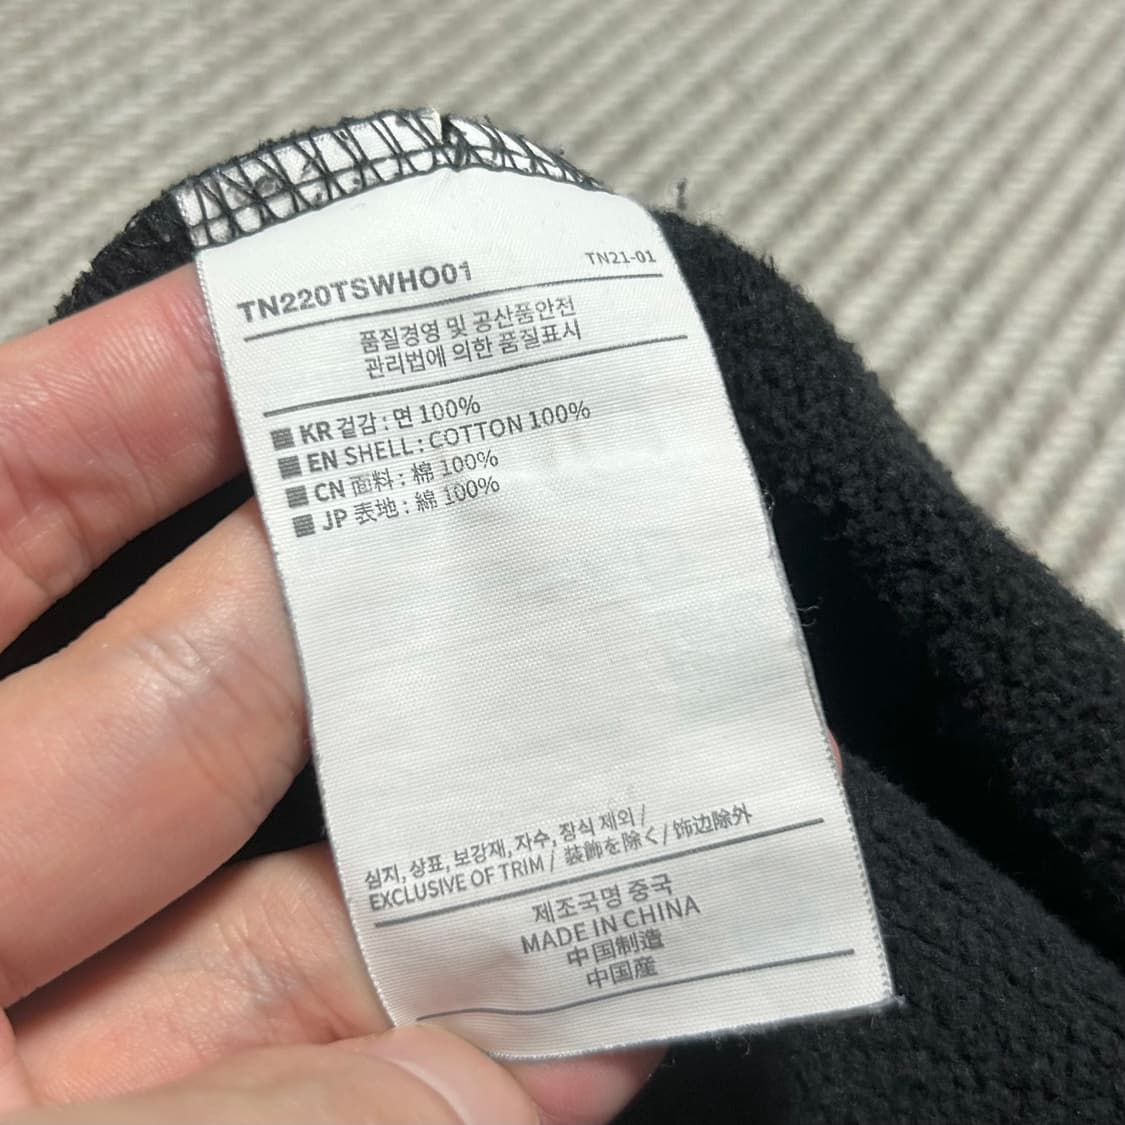 TN220TSWHO01
TN21-01
품질경영 및 공산품안전
관리법에 의한 품질표시
KR 겉감 : 면 100%
EN SHELL : COTTON 100%
CN 面料 : 棉 100%
JP 表地 : 綿 100%
심지, 상표, 보강재, 자수, 장식 제외 /
EXCLUSIVE OF TRIM / 装飾を除く / 饰边除外
제조국명 중국
MADE IN CHINA
中国制造
中国産